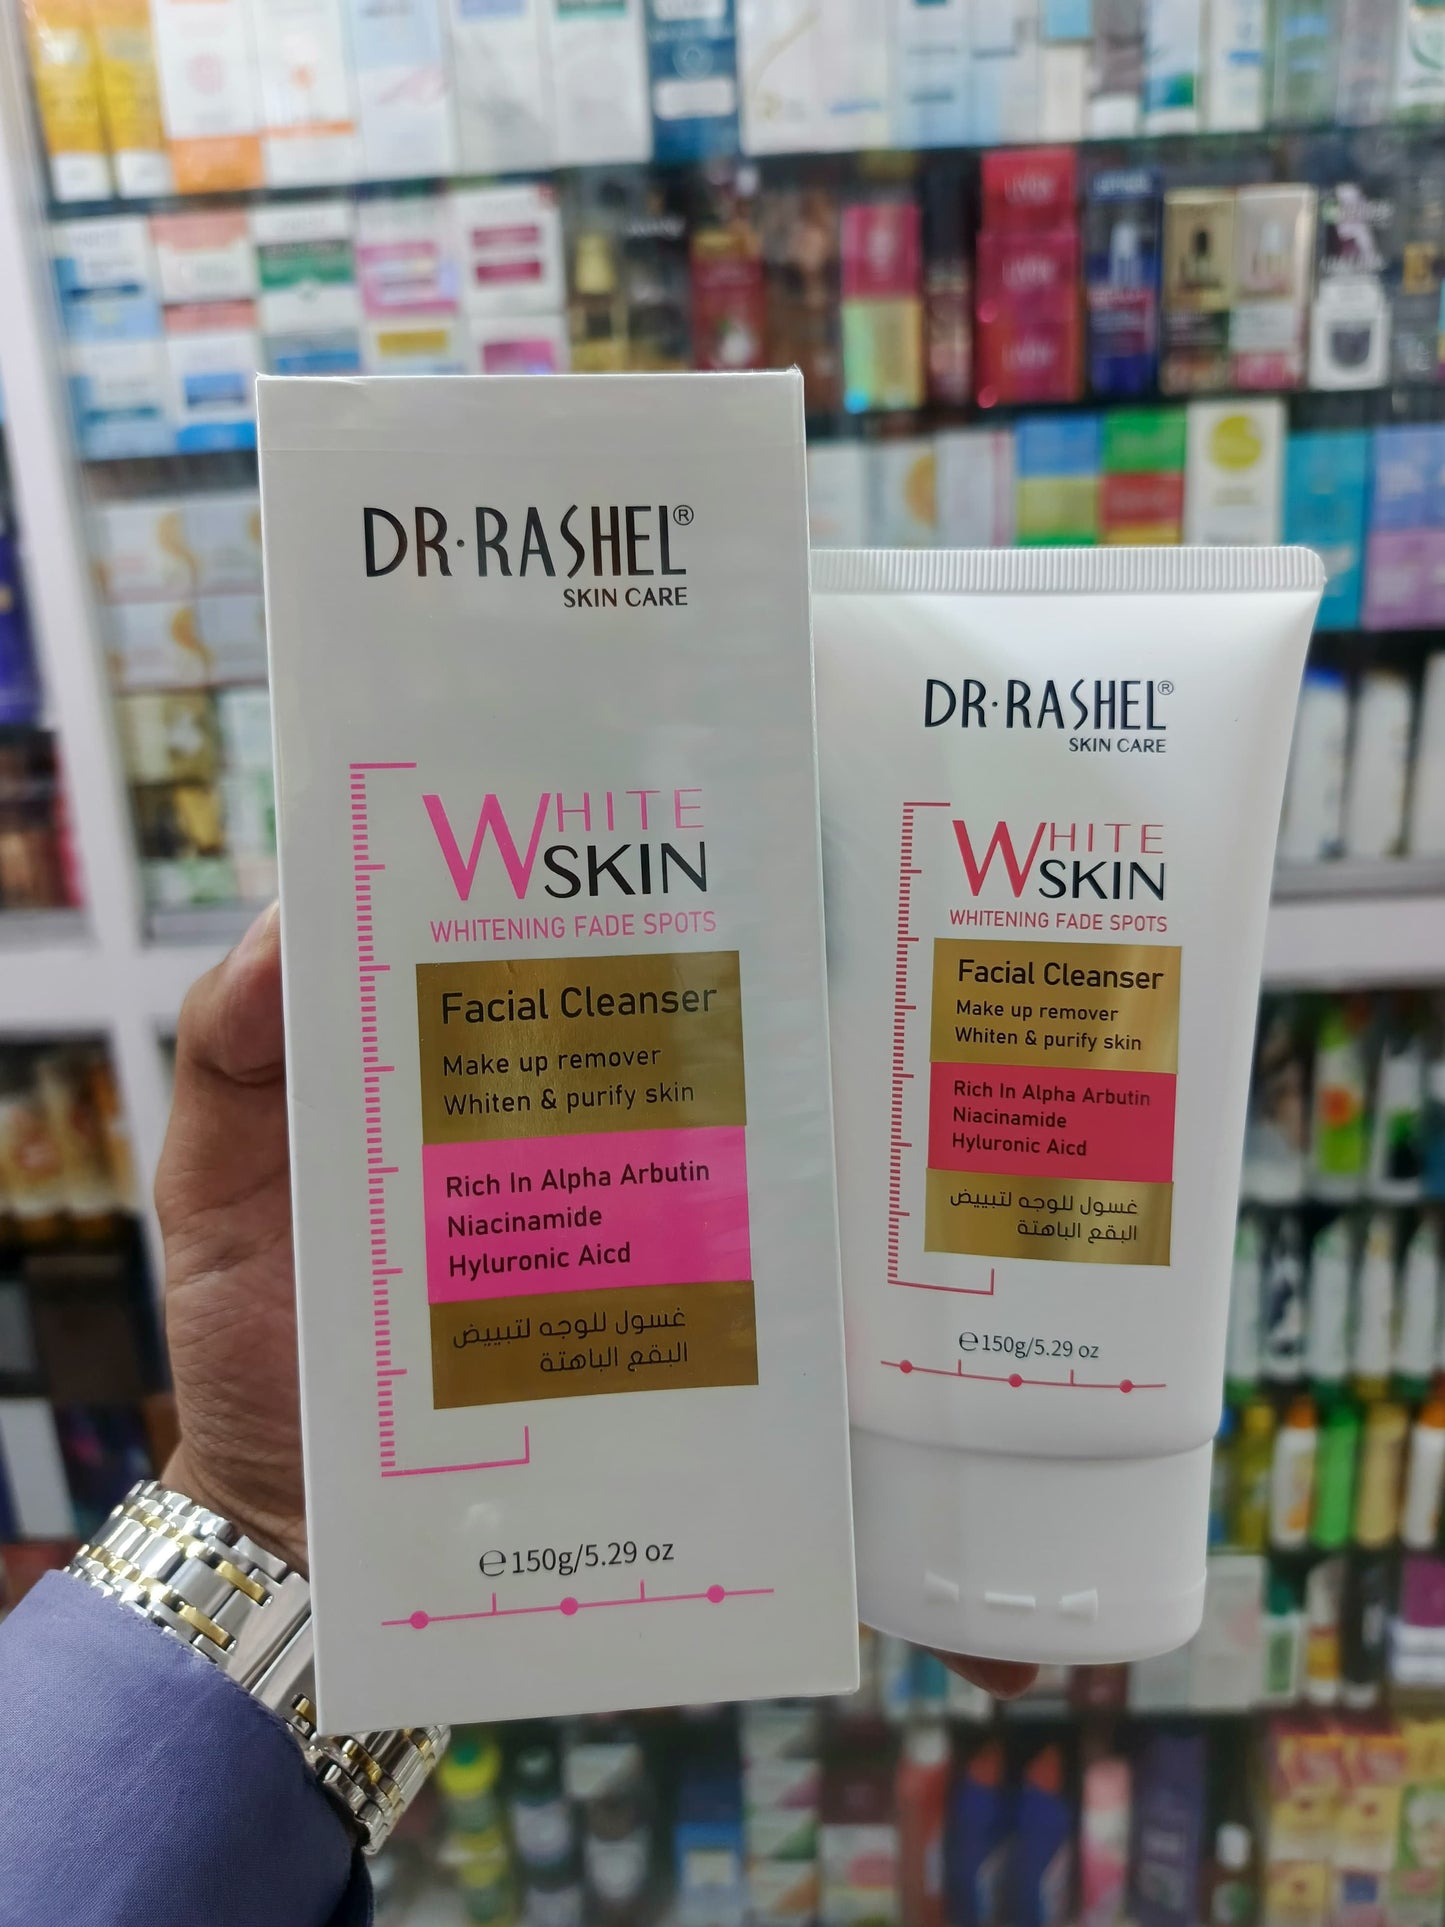 DR·RASHEL®
SKIN CARE
WHITE
SKIN
WHITENING FADE SPOTS
Facial Cleanser
Make up remover
Whiten & purify skin
Rich In Alpha Arbutin
Niacinamide
Hyluronic Aicd
غسول للوجه لتبييض
البقع الباهتة
℮150g/5.29 oz
DR·RASHEL®
SKIN CARE
WHITE
SKIN
WHITENING FADE SPOTS
Facial Cleanser
Make up remover
Whiten & purify skin
Rich In Alpha Arbutin
Niacinamide
Hyluronic Aicd
غسول للوجه لتبييض
البقع الباهتة
℮150g/5.29 oz